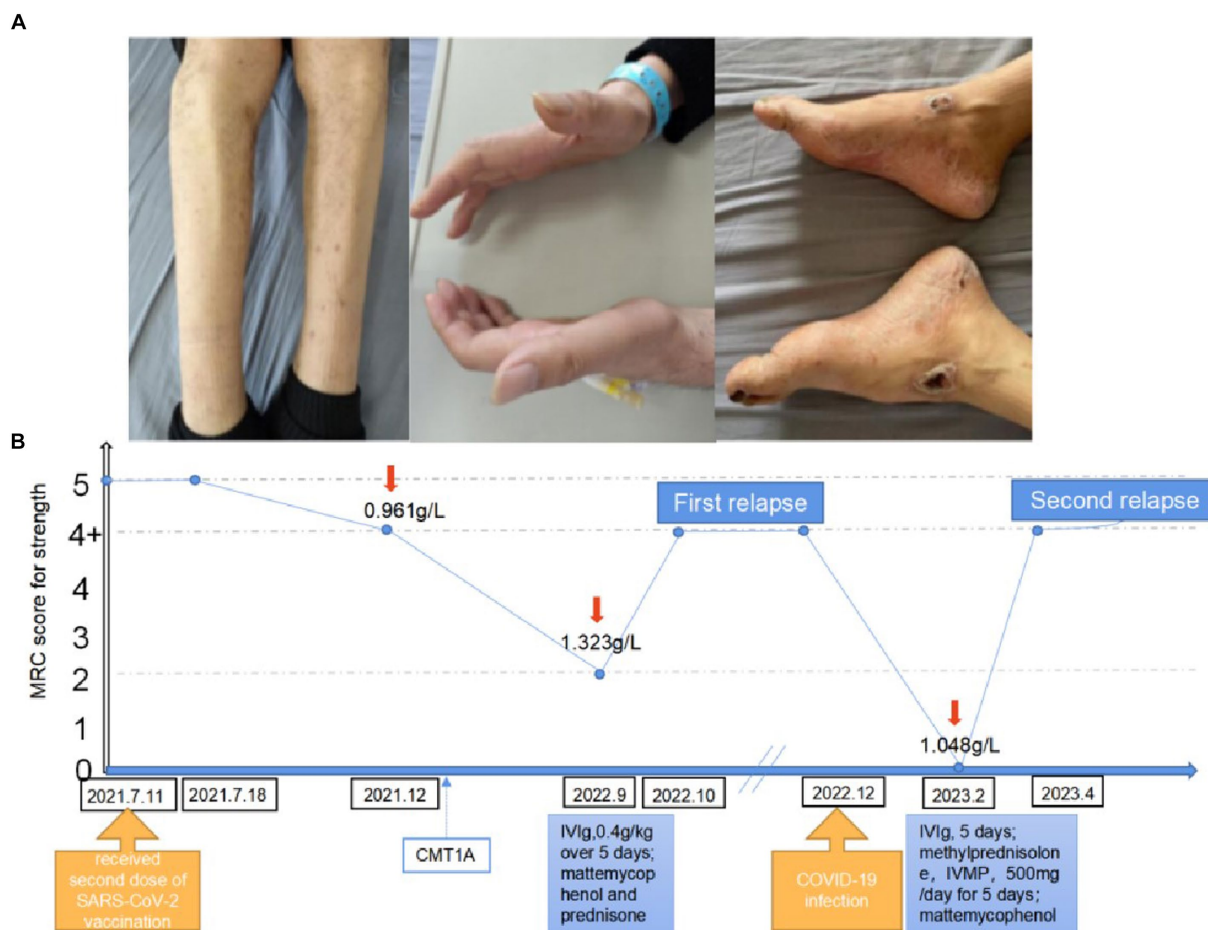 A
B
MRC score for strength
5
4+
4
3
2
1
0
0.961g/L
1.323g/L
First relapse
1.048g/L
Second relapse
2021.7.11
2021.7.18
2021.12
2022.9
2022.10
2022.12
2023.2
2023.4
received
second dose of
SARS-CoV-2
vaccination
CMT1A
IVIg,0.4g/kg
over 5 days;
mattemycop
henol and
prednisone
COVID-19
infection
IVIg, 5 days;
methylprednisolon
e, IVMP, 500mg
/day for 5 days;
mattemycophenol